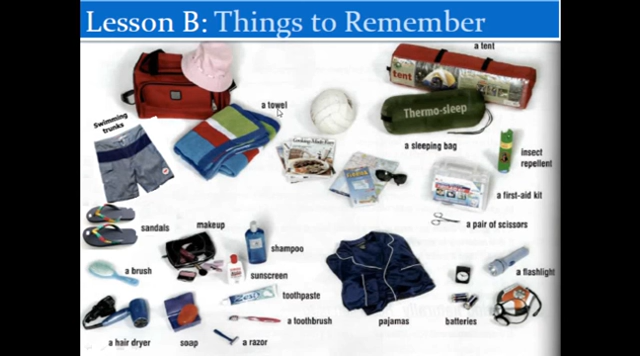 Lesson B: Things to Remember
a tent
tent
a towel
Thermo-sleep
Swimming trunks
a sleeping bag
insect
repellent
a first-aid kit
a pair of scissors
sandals
makeup
shampoo
a brush
sunscreen
a flashlight
toothpaste
a hair dryer
soap
a toothbrush
a razor
pajamas
batteries